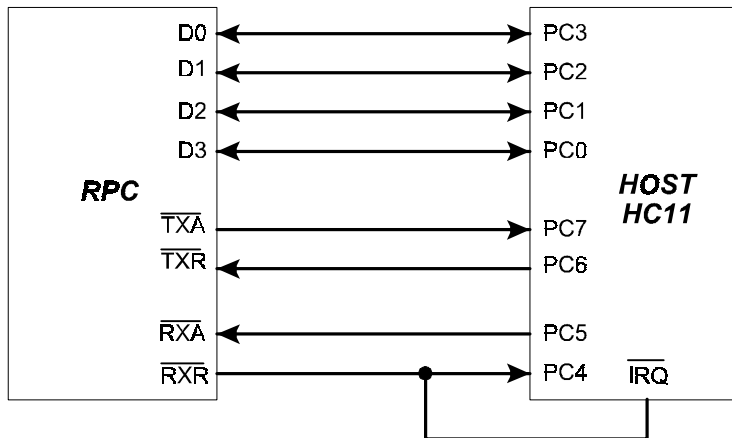 D0 PC3
D1 PC2
D2 PC1
D3 PC0
RPC
HOST
HC11
TXA PC7
TXR PC6
RXA PC5
RXR PC4 IRQ